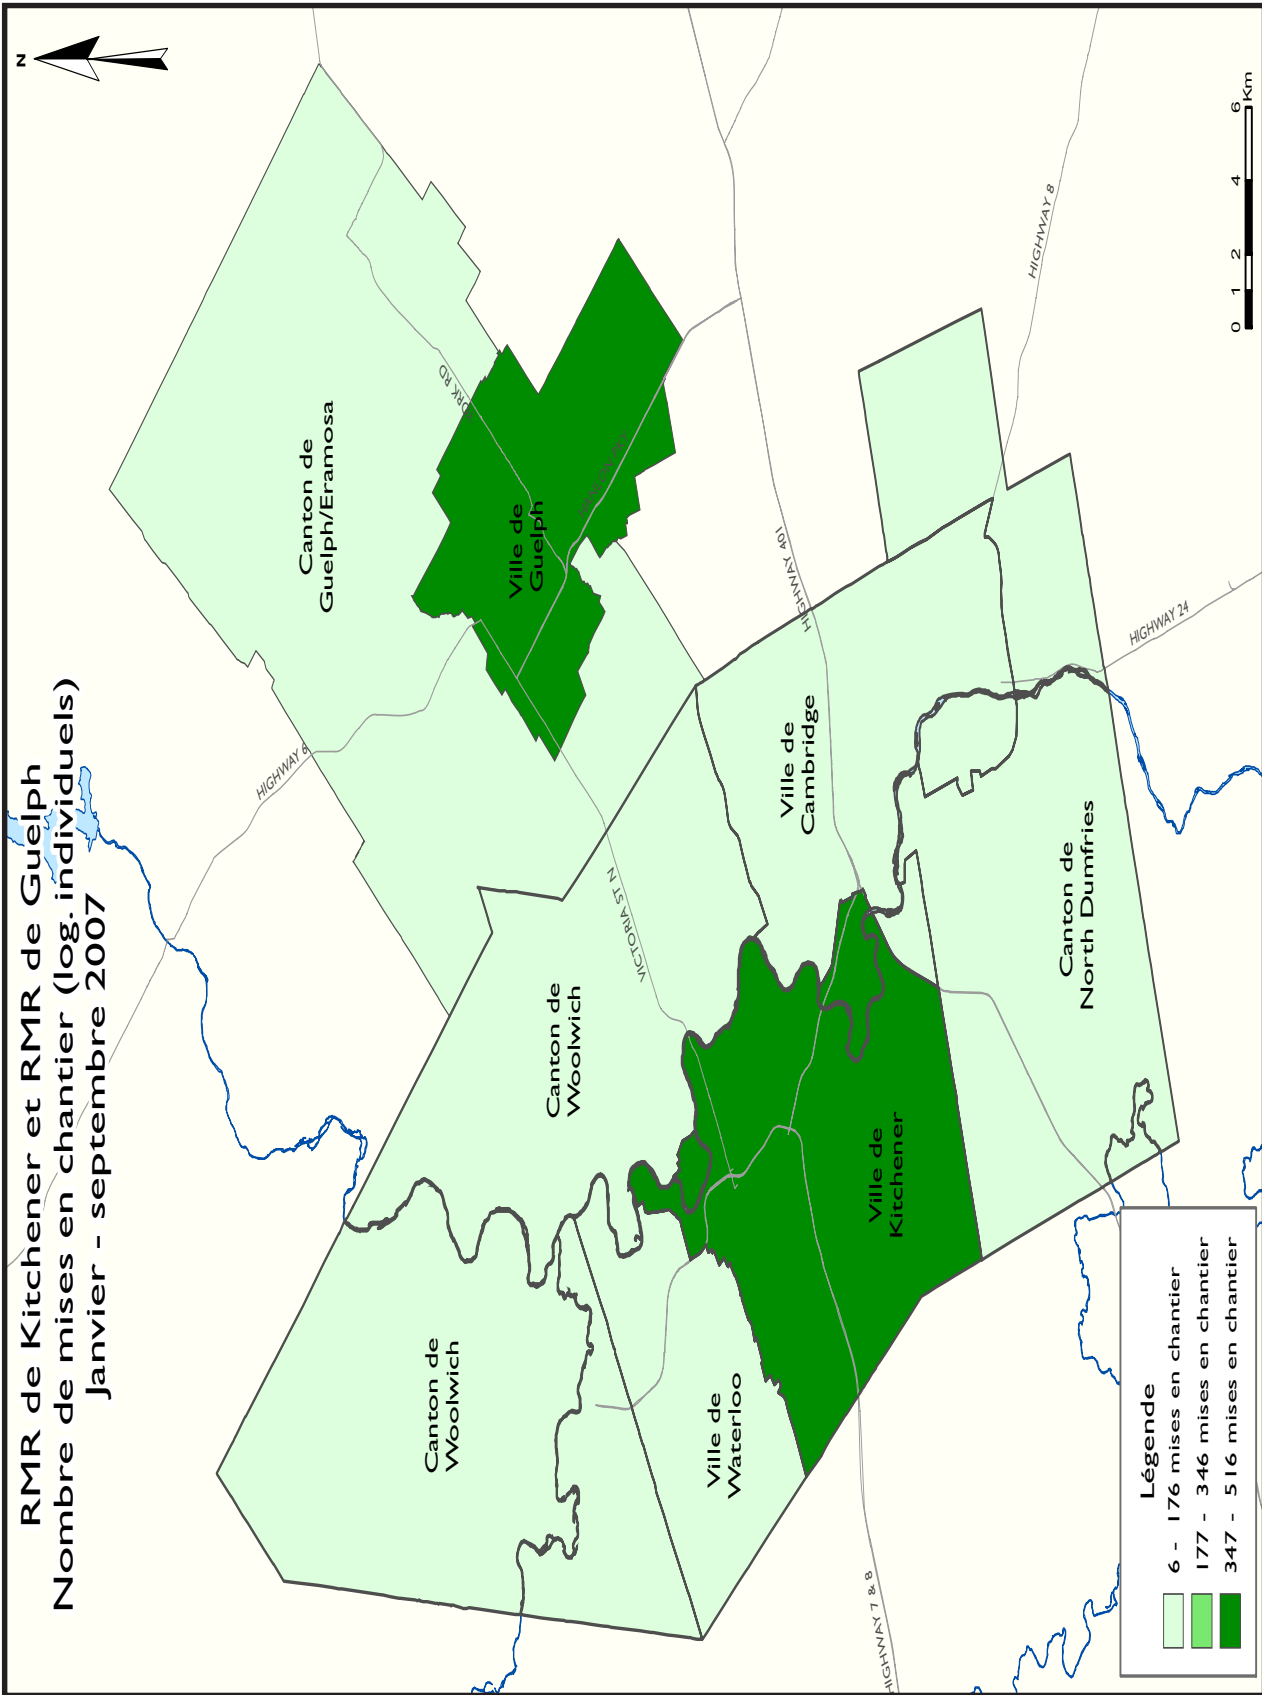 RMR de Kitchener et RMR de Guelph
Nombre de mises en chantier (log. individuels)
Janvier - septembre 2007
N
Canton de
Guelph/Eramosa
YORK RD
Ville de
Guelph
HANLON PKY
HIGHWAY 6
VICTORIA ST N
HIGHWAY 401
HIGHWAY 8
HIGHWAY 24
Canton de
Woolwich
Canton de
Woolwich
Ville de
Cambridge
Canton de
North Dumfries
Ville de
Kitchener
Ville de
Waterloo
HIGHWAY 7 & 8
Légende
6 - 176 mises en chantier
177 - 346 mises en chantier
347 - 516 mises en chantier
0 1 2 4 6 Km